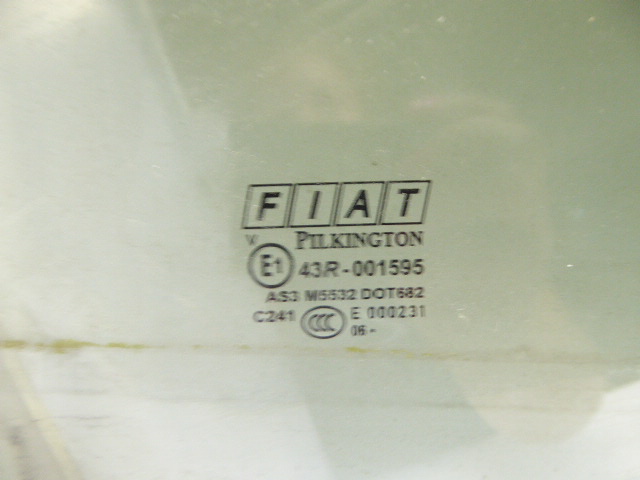 FIAT
V PILKINGTON
E1 43R-001595
AS3 M5532 DOT682
C241 CCC E 000231
06-